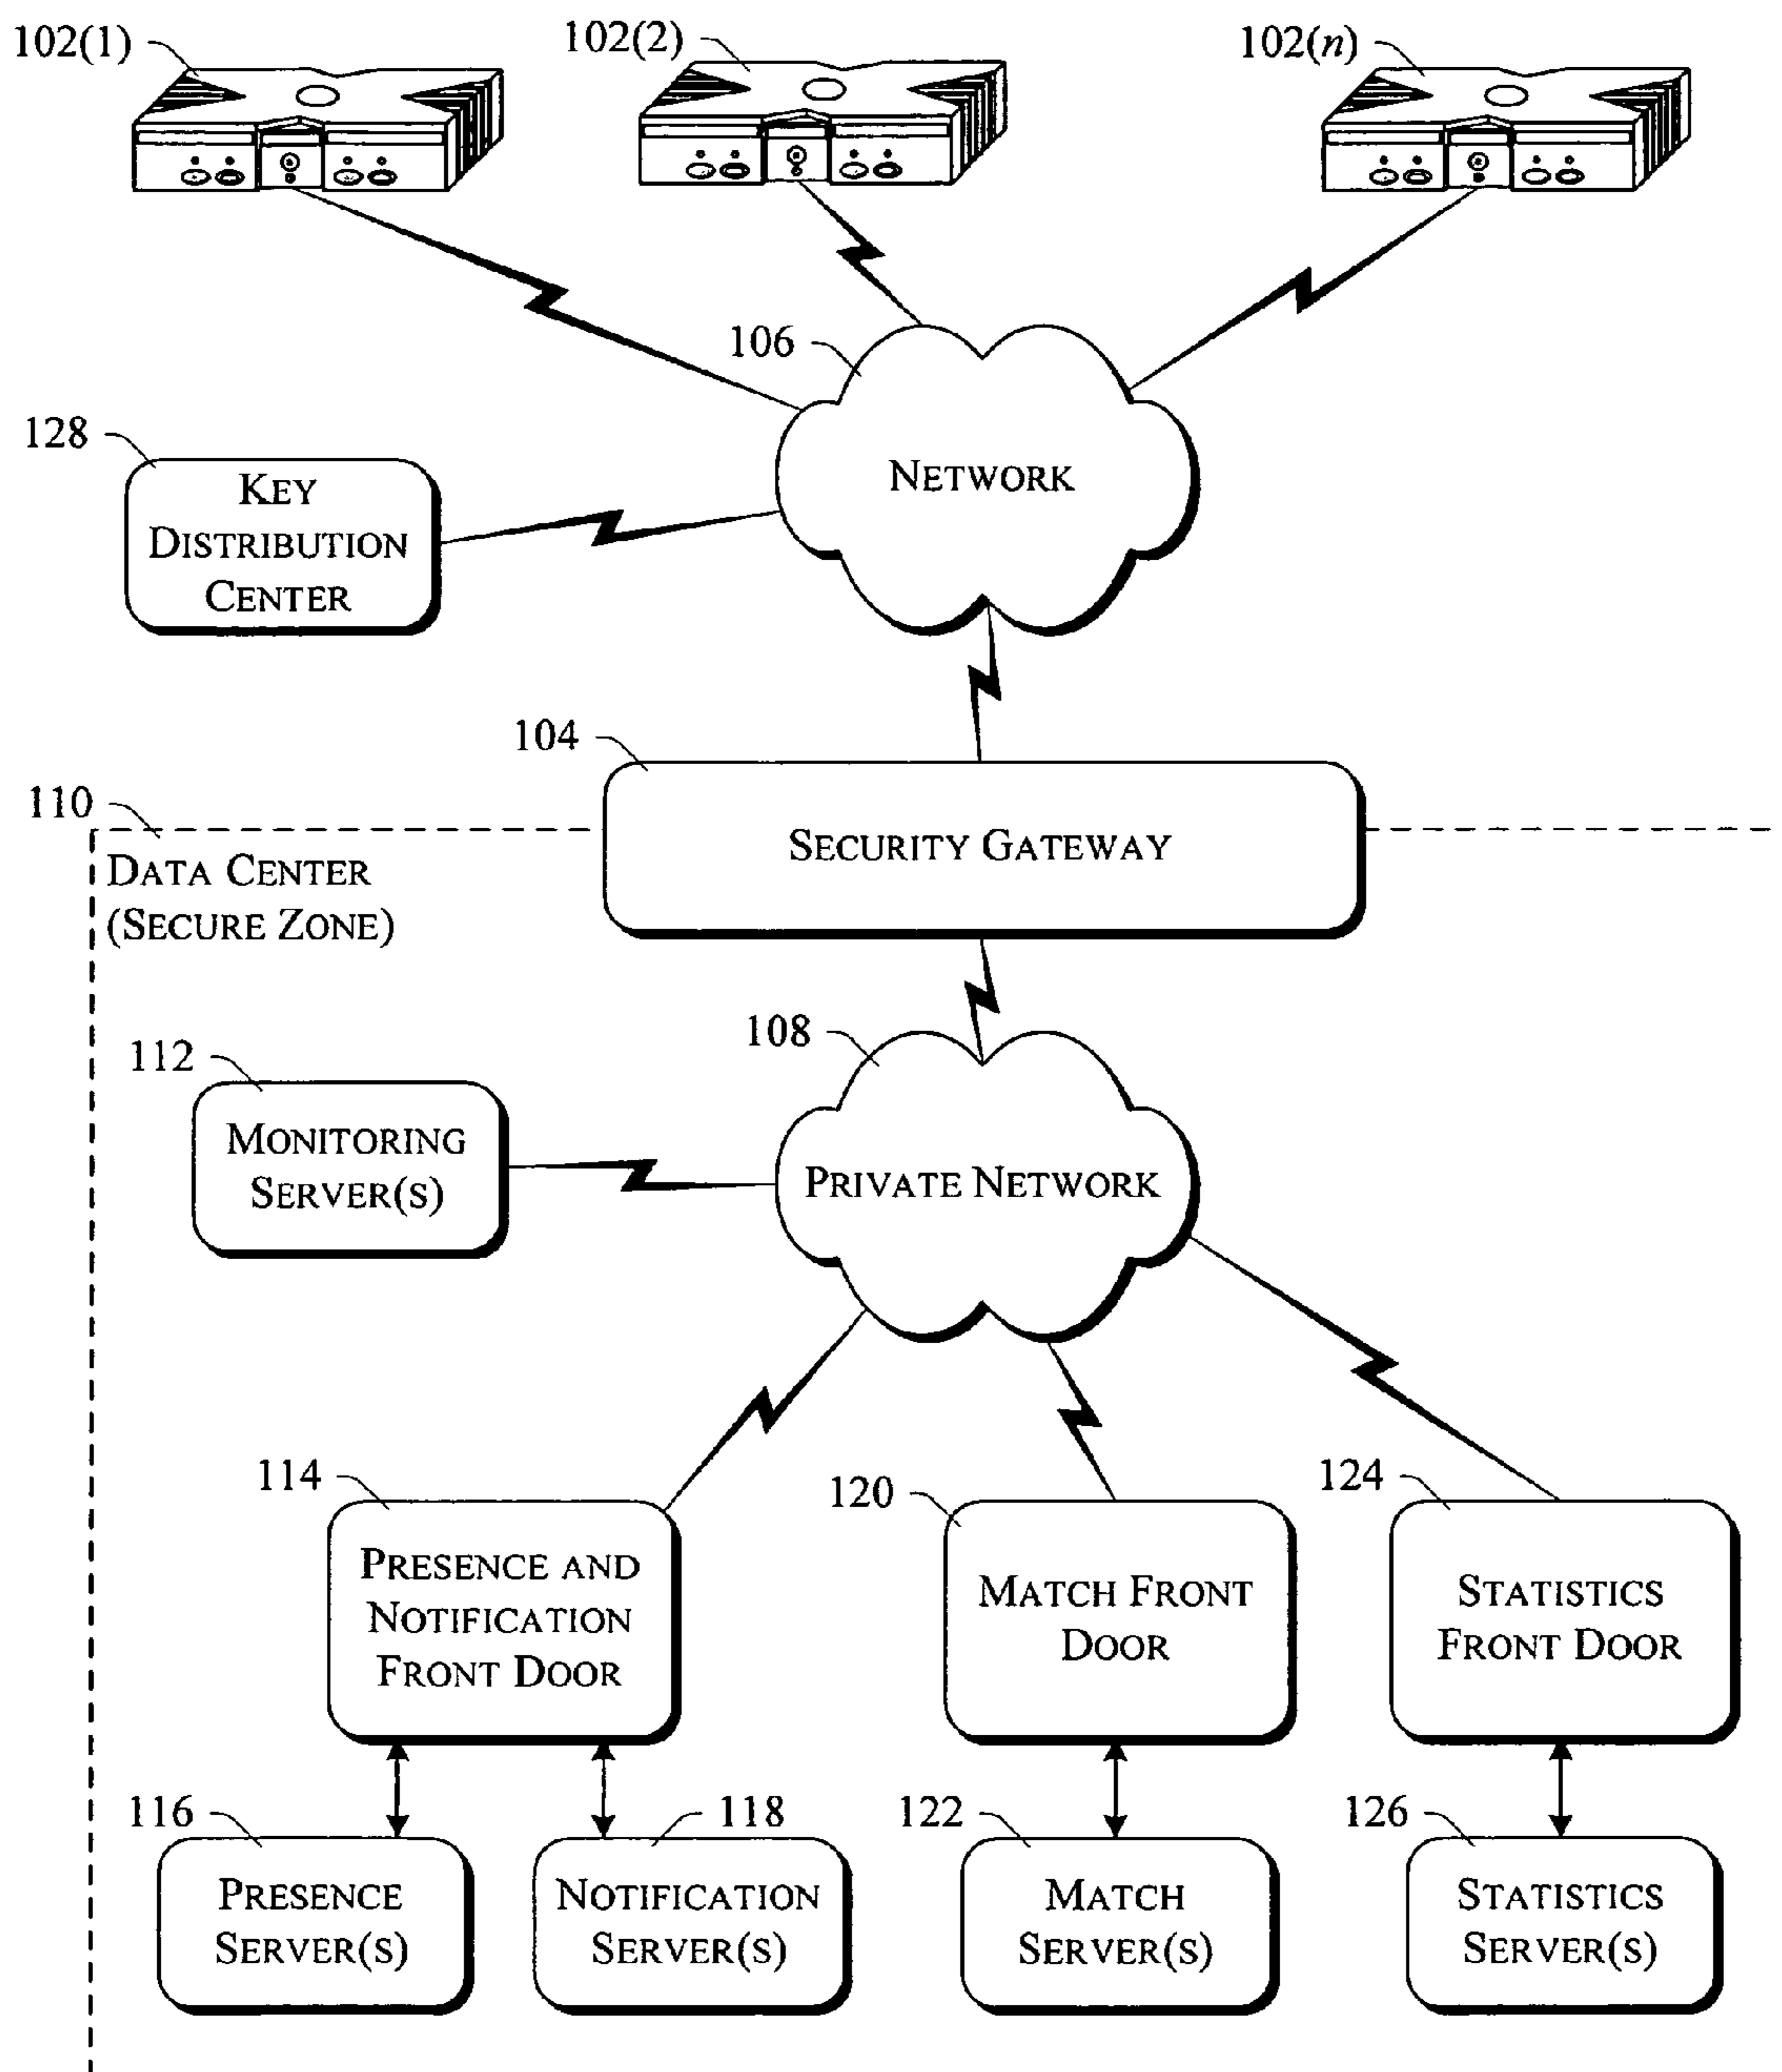 102(1)
102(2)
102(n)
106
NETWORK
128
KEY
DISTRIBUTION
CENTER
104
SECURITY GATEWAY
110
DATA CENTER
(SECURE ZONE)
108
PRIVATE NETWORK
112
MONITORING
SERVER(S)
114
PRESENCE AND
NOTIFICATION
FRONT DOOR
120
MATCH FRONT
DOOR
124
STATISTICS
FRONT DOOR
116
PRESENCE
SERVER(S)
118
NOTIFICATION
SERVER(S)
122
MATCH
SERVER(S)
126
STATISTICS
SERVER(S)